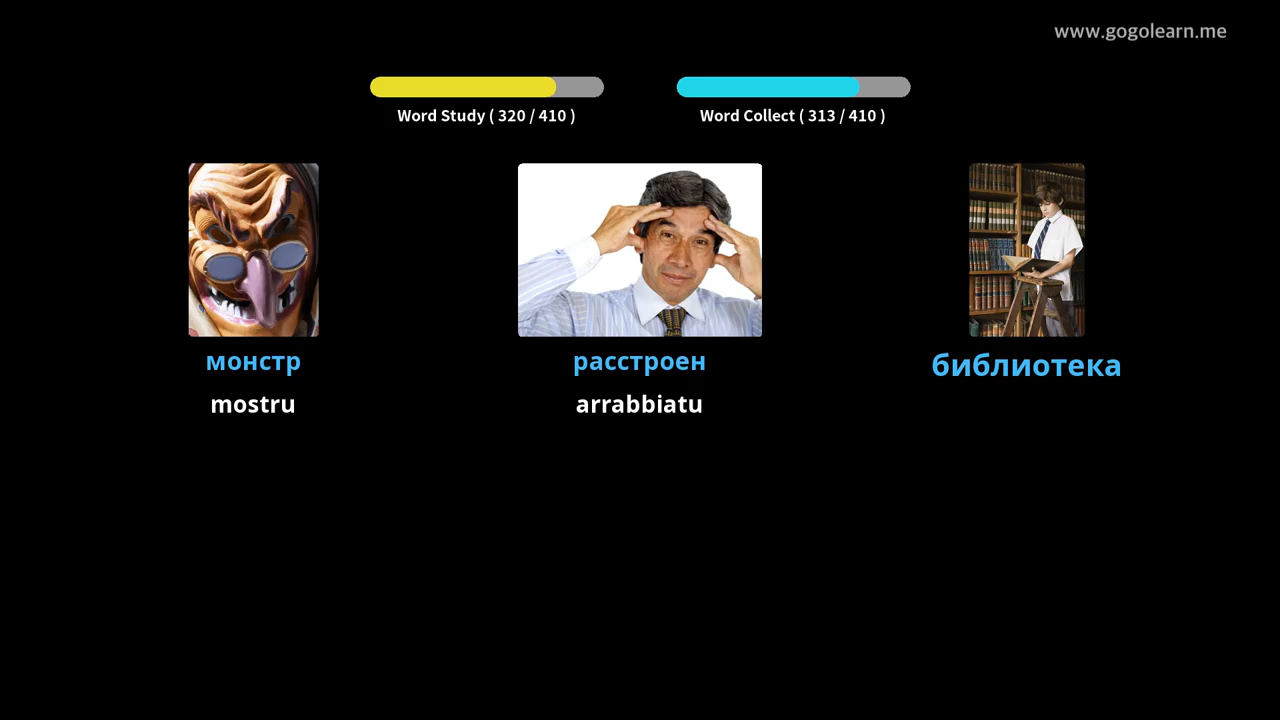 www.gogolearn.me
Word Study ( 320 / 410 )
Word Collect ( 313 / 410 )
монстр
расстроен
библиотека
mostru
arrabbiatu